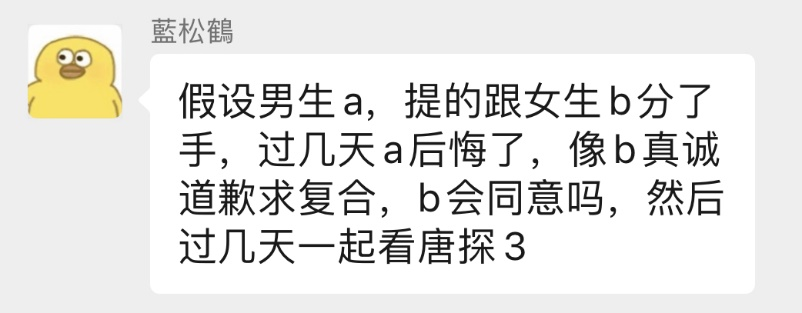 藍松鶴
假设男生a，提的跟女生b分了
手，过几天a后悔了，像b真诚
道歉求复合，b会同意吗，然后
过几天一起看唐探3